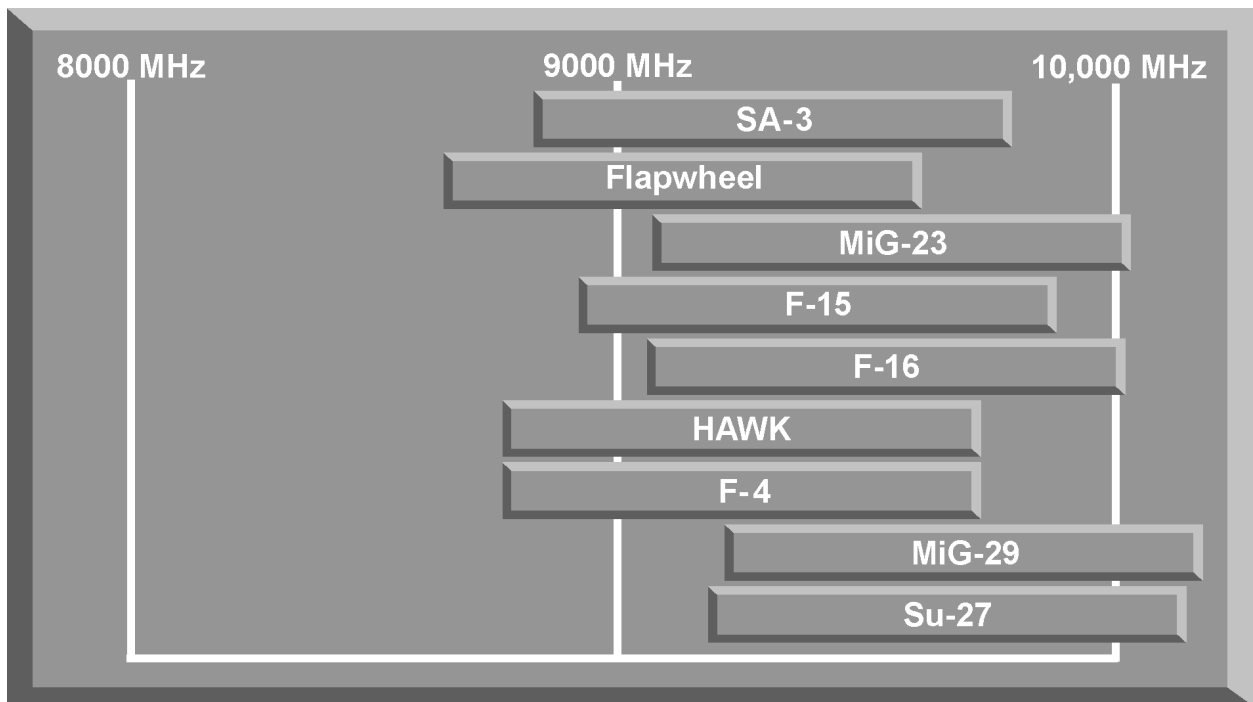 8000 MHz 9000 MHz 10,000 MHz
SA-3
Flapwheel
MiG-23
F-15
F-16
HAWK
F-4
MiG-29
Su-27